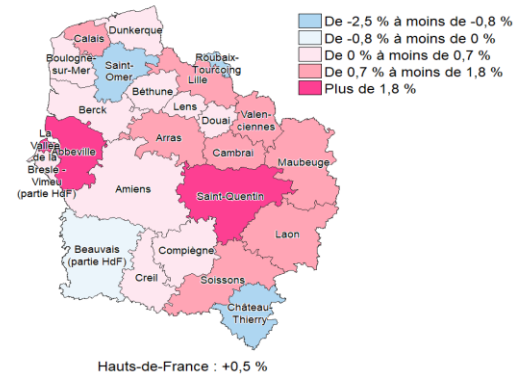 De -2,5 % à moins de -0,8 %
De -0,8 % à moins de 0 %
De 0 % à moins de 0,7 %
De 0,7 % à moins de 1,8 %
Plus de 1,8 %
Dunkerque
Calais
Boulogne-
sur-Mer
Saint-
Omer
Roubaix-
Tourcoing
Lille
Béthune
Lens
Berck
Douai
Valen-
ciennes
Arras
Cambrai
Maubeuge
La
Vallée
de la
Bresle -
Vimeu
(partie HdF)
Abbeville
Amiens
Saint-Quentin
Laon
Beauvais
(partie HdF)
Compiègne
Creil
Soissons
Château-
Thierry
Hauts-de-France : +0,5 %